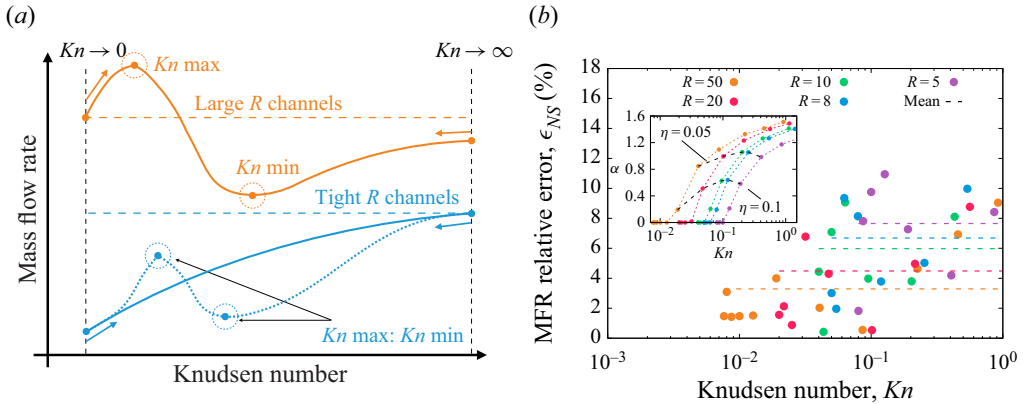 (a)
Kn → 0
Kn → ∞
Kn max
Large R channels
Kn min
Tight R channels
Kn max: Kn min
Mass flow rate
Knudsen number
(b)
MFR relative error, ϵNS (%)
18
16
14
12
10
8
6
4
2
0
R = 50
R = 10
R = 5
R = 20
R = 8
Mean
1.6
1.2
0.8
0.4
0
α
η = 0.05
η = 0.1
10–2
10–1
100
Kn
10–3
10–2
10–1
100
Knudsen number, Kn